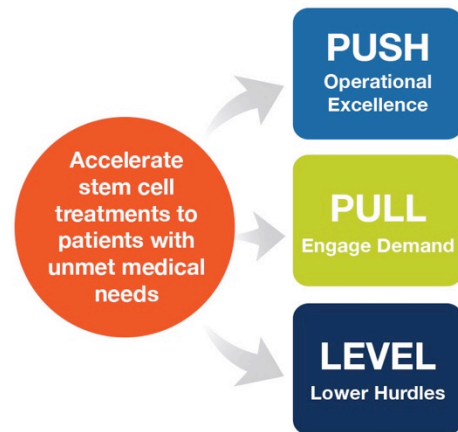 Accelerate
stem cell
treatments to
patients with
unmet medical
needs
PUSH
Operational
Excellence
PULL
Engage Demand
LEVEL
Lower Hurdles